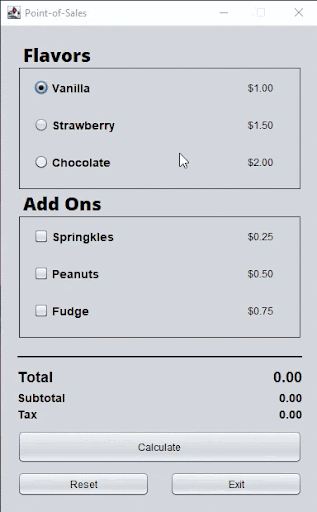 Point-of-Sales
Flavors
Vanilla $1.00
Strawberry $1.50
Chocolate $2.00
Add Ons
Springkles $0.25
Peanuts $0.50
Fudge $0.75
Total 0.00
Subtotal 0.00
Tax 0.00
Calculate
Reset Exit